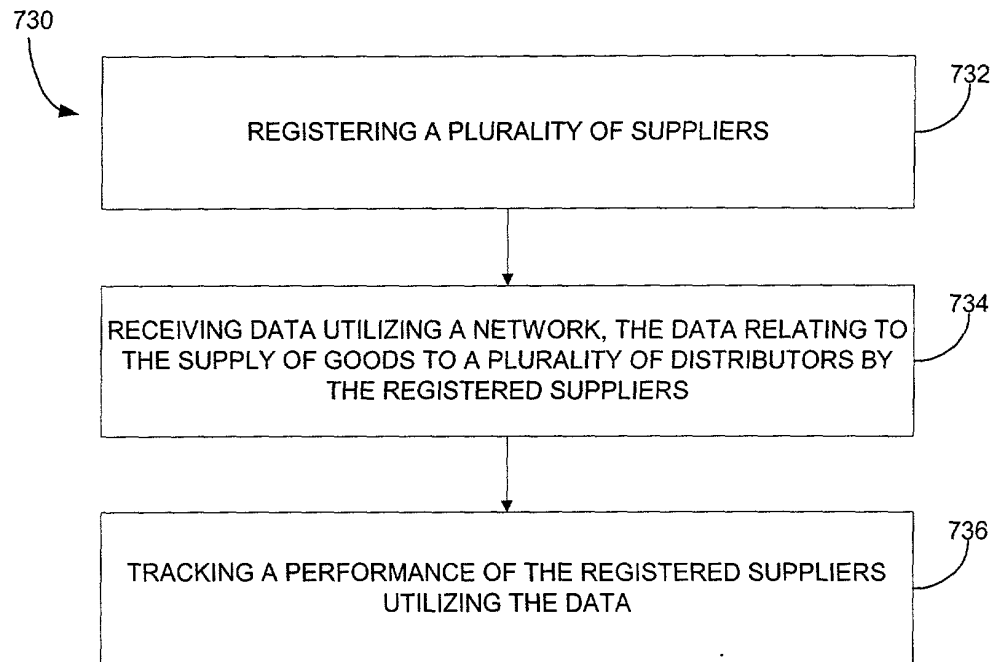 730
REGISTERING A PLURALITY OF SUPPLIERS
732
RECEIVING DATA UTILIZING A NETWORK, THE DATA RELATING TO
THE SUPPLY OF GOODS TO A PLURALITY OF DISTRIBUTORS BY
THE REGISTERED SUPPLIERS
734
TRACKING A PERFORMANCE OF THE REGISTERED SUPPLIERS
UTILIZING THE DATA
736